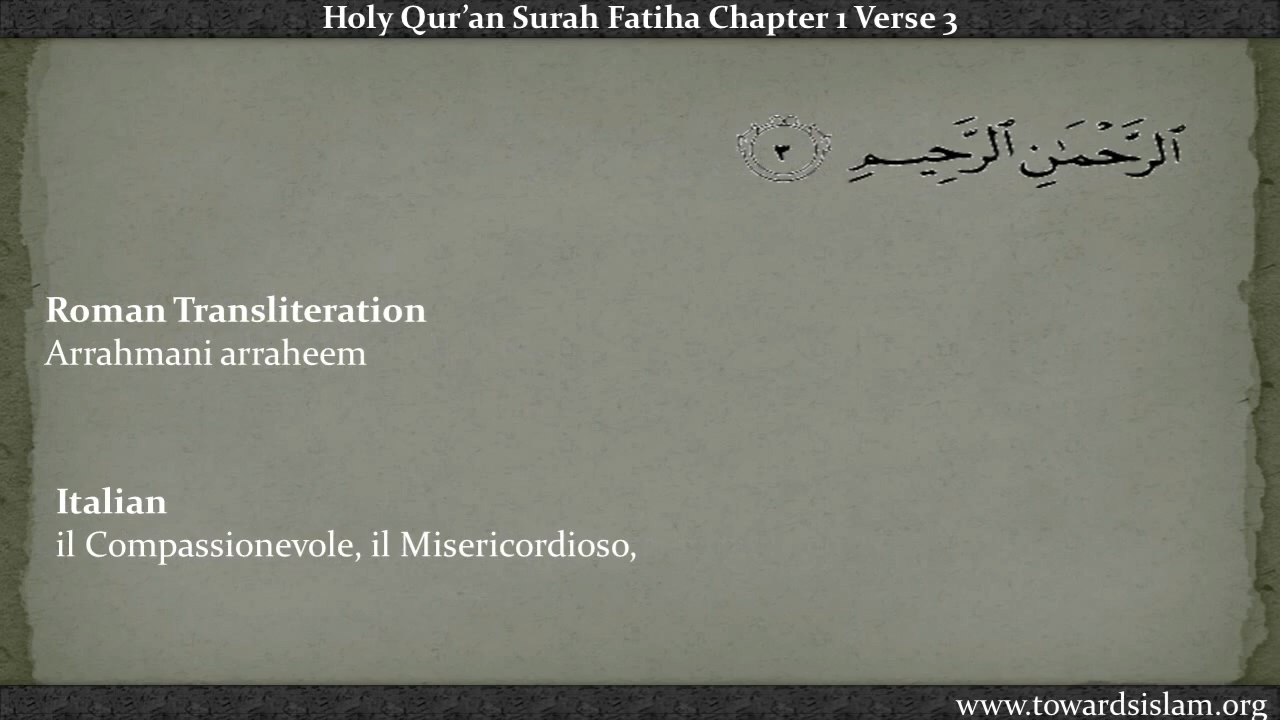 Holy Qur’an Surah Fatiha Chapter 1 Verse 3
ٱلرَّحْمَٰنِ ٱلرَّحِيمِ ٣
Roman Transliteration
Arrahmani arraheem
Italian
il Compassionevole, il Misericordioso,
www.towardsislam.org